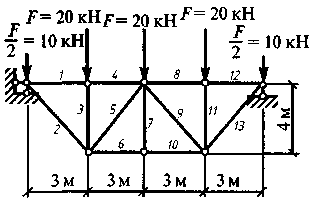 F = 20 кН
F = 20 кН
F = 20 кН
F/2 = 10 кН
F/2 = 10 кН
1 4 8 12
2 3 5 7 9 11 13
6 10
4 м
3 м 3 м 3 м 3 м